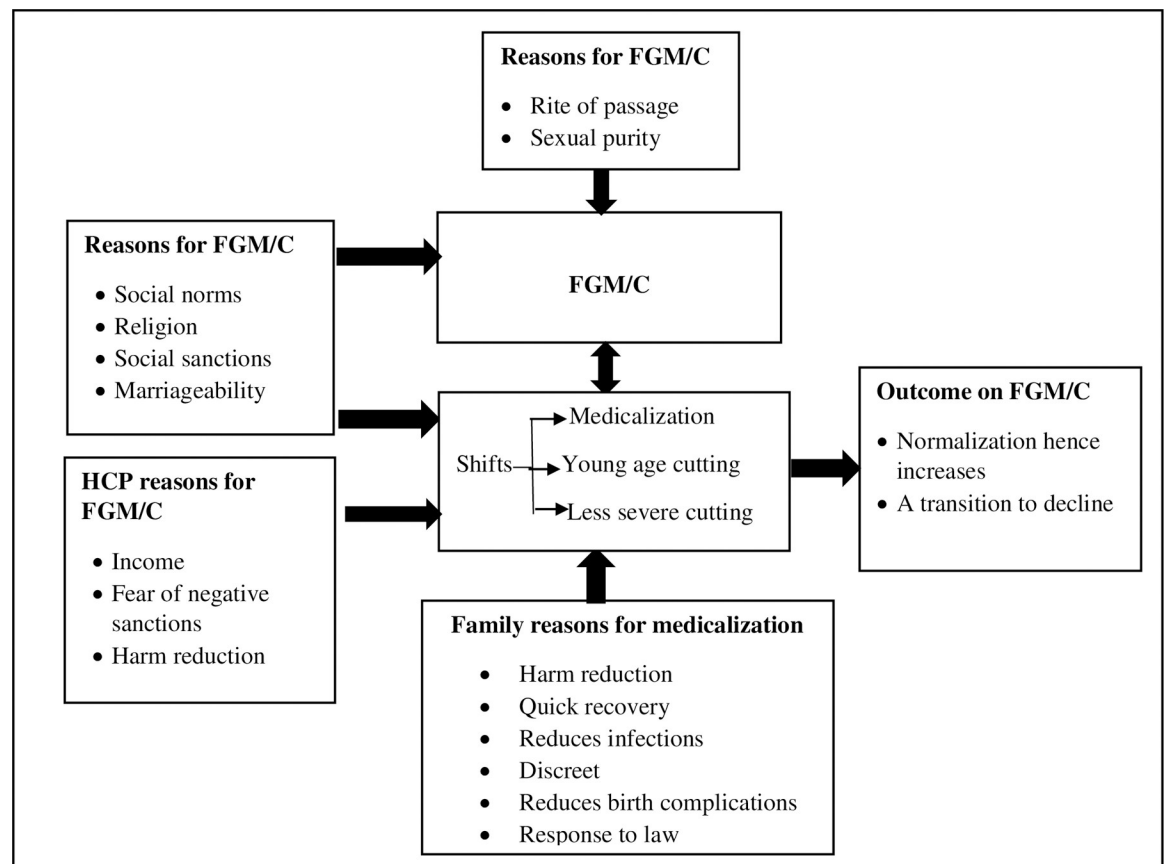 Reasons for FGM/C
• Rite of passage
• Sexual purity
Reasons for FGM/C
• Social norms
• Religion
• Social sanctions
• Marriageability
FGM/C
HCP reasons for
FGM/C
• Income
• Fear of negative
sanctions
• Harm reduction
Shifts
Medicalization
Young age cutting
Less severe cutting
Outcome on FGM/C
• Normalization hence
increases
• A transition to decline
Family reasons for medicalization
• Harm reduction
• Quick recovery
• Reduces infections
• Discreet
• Reduces birth complications
• Response to law